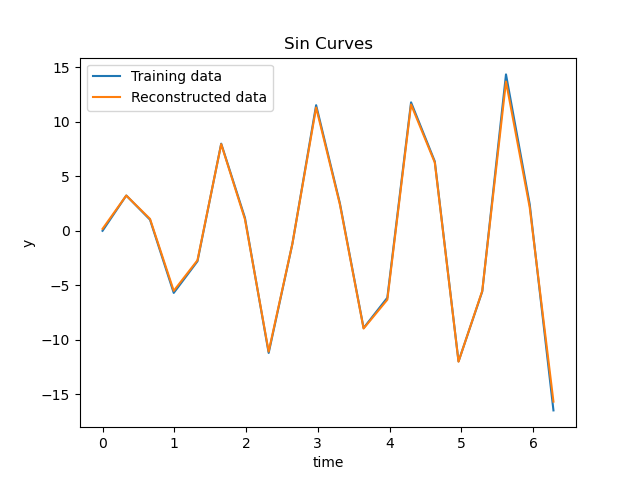 Sin Curves
Training data
Reconstructed data
15
10
5
0
−5
−10
−15
y
0 1 2 3 4 5 6
time